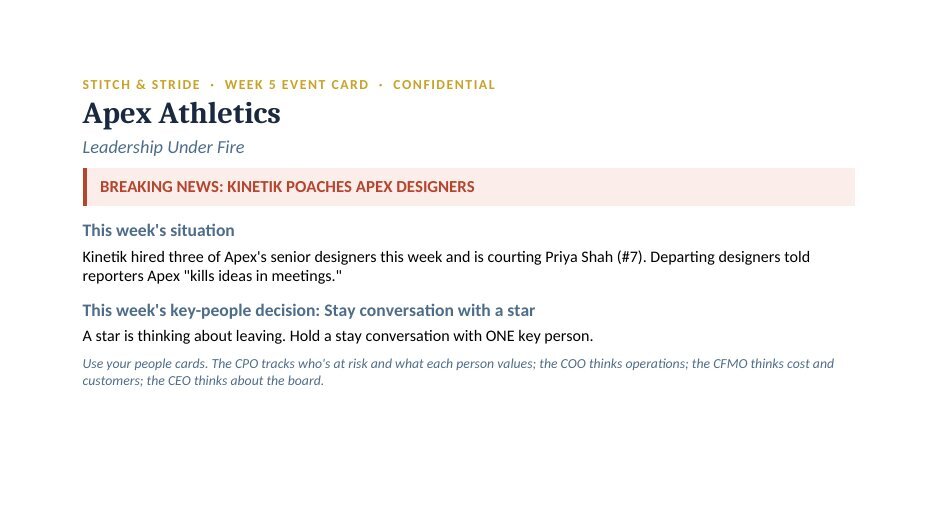 STITCH & STRIDE · WEEK 5 EVENT CARD · CONFIDENTIAL
Apex Athletics
Leadership Under Fire
BREAKING NEWS: KINETIK POACHES APEX DESIGNERS
This week's situation
Kinetik hired three of Apex's senior designers this week and is courting Priya Shah (#7). Departing designers told
reporters Apex "kills ideas in meetings."
This week's key-people decision: Stay conversation with a star
A star is thinking about leaving. Hold a stay conversation with ONE key person.
Use your people cards. The CPO tracks who's at risk and what each person values; the COO thinks operations; the CFMO thinks cost and
customers; the CEO thinks about the board.